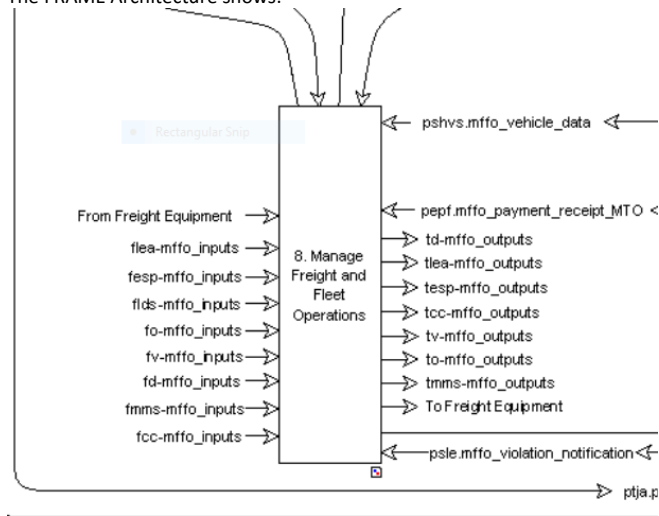 The FRAME Architecture shows:
Rectangular Snip
pshvs.mffo_vehicle_data
From Freight Equipment
pepf.mffo_payment_receipt_MTO
flea-mffo_inputs
td-mffo_outputs
fesp-mffo_inputs
tlea-mffo_outputs
flds-mffo_inputs
8. Manage
Freight and
Fleet
Operations
tesp-mffo_outputs
fo-mffo_inputs
tcc-mffo_outputs
fv-mffo_inputs
tv-mffo_outputs
fd-mffo_inputs
to-mffo_outputs
fmms-mffo_inputs
tmms-mffo_outputs
fcc-mffo_inputs
To Freight Equipment
psle.mffo_violation_notification